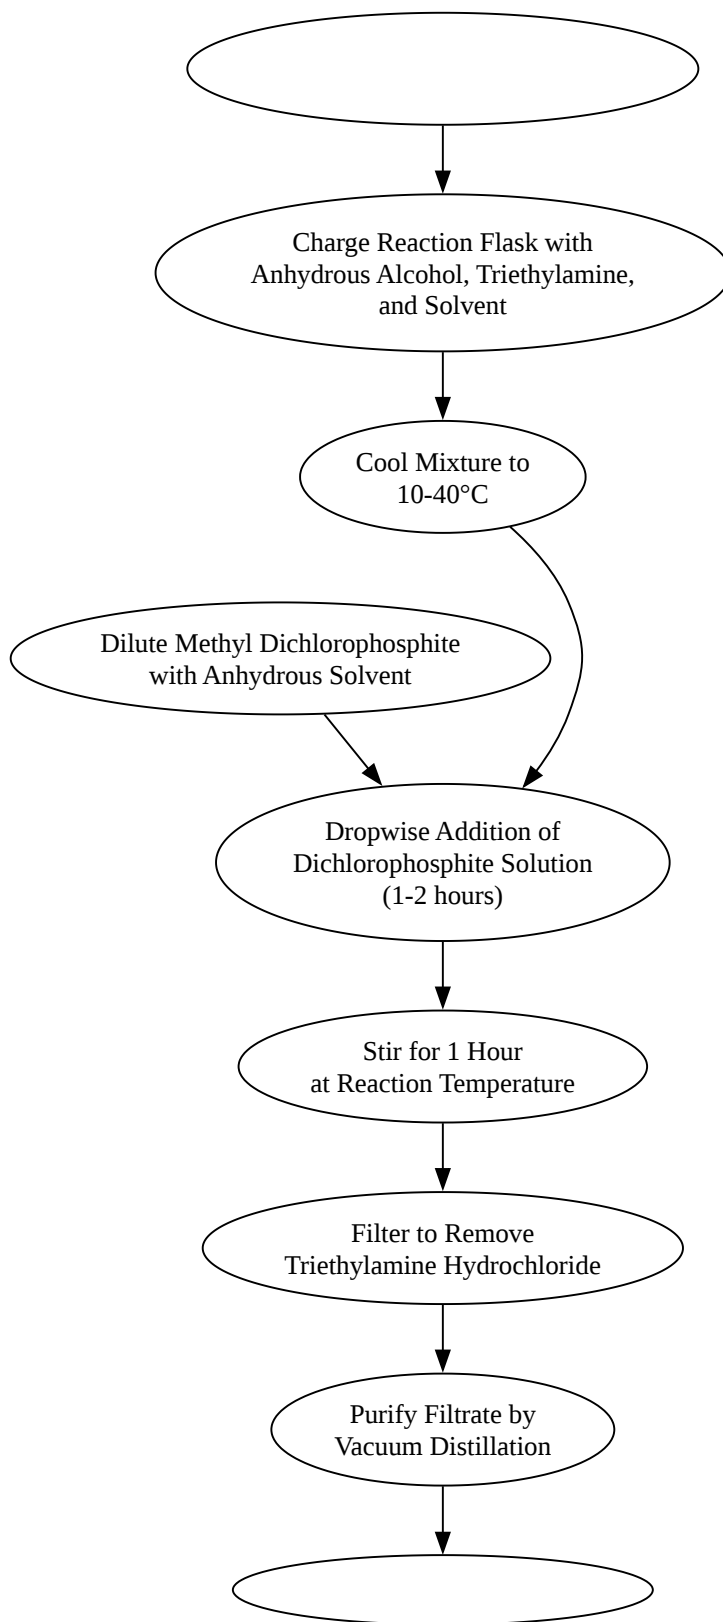 Charge Reaction Flask with
Anhydrous Alcohol, Triethylamine,
and Solvent
Cool Mixture to
10-40°C
Dilute Methyl Dichlorophosphite
with Anhydrous Solvent
Dropwise Addition of
Dichlorophosphite Solution
(1-2 hours)
Stir for 1 Hour
at Reaction Temperature
Filter to Remove
Triethylamine Hydrochloride
Purify Filtrate by
Vacuum Distillation